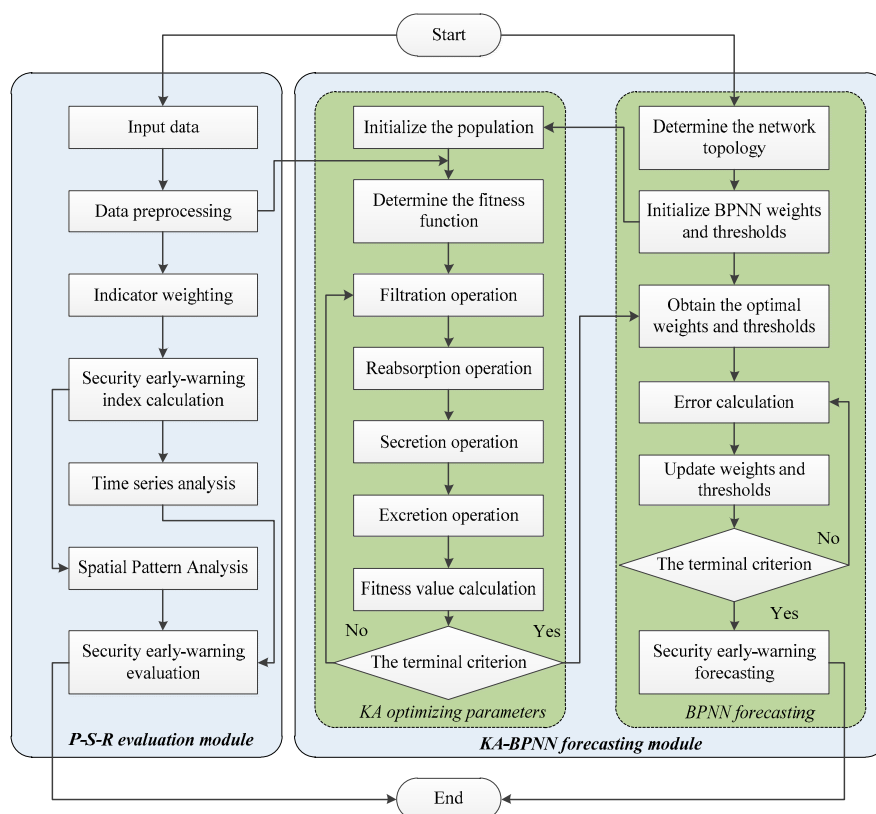 Start
Input data
Data preprocessing
Indicator weighting
Security early-warning
index calculation
Time series analysis
Spatial Pattern Analysis
Security early-warning
evaluation
P-S-R evaluation module
Initialize the population
Determine the fitness
function
Filtration operation
Reabsorption operation
Secretion operation
Excretion operation
Fitness value calculation
No
Yes
The terminal criterion
KA optimizing parameters
Determine the network
topology
Initialize BPNN weights
and thresholds
Obtain the optimal
weights and thresholds
Error calculation
Update weights and
thresholds
No
The terminal criterion
Yes
Security early-warning
forecasting
BPNN forecasting
KA-BPNN forecasting module
End